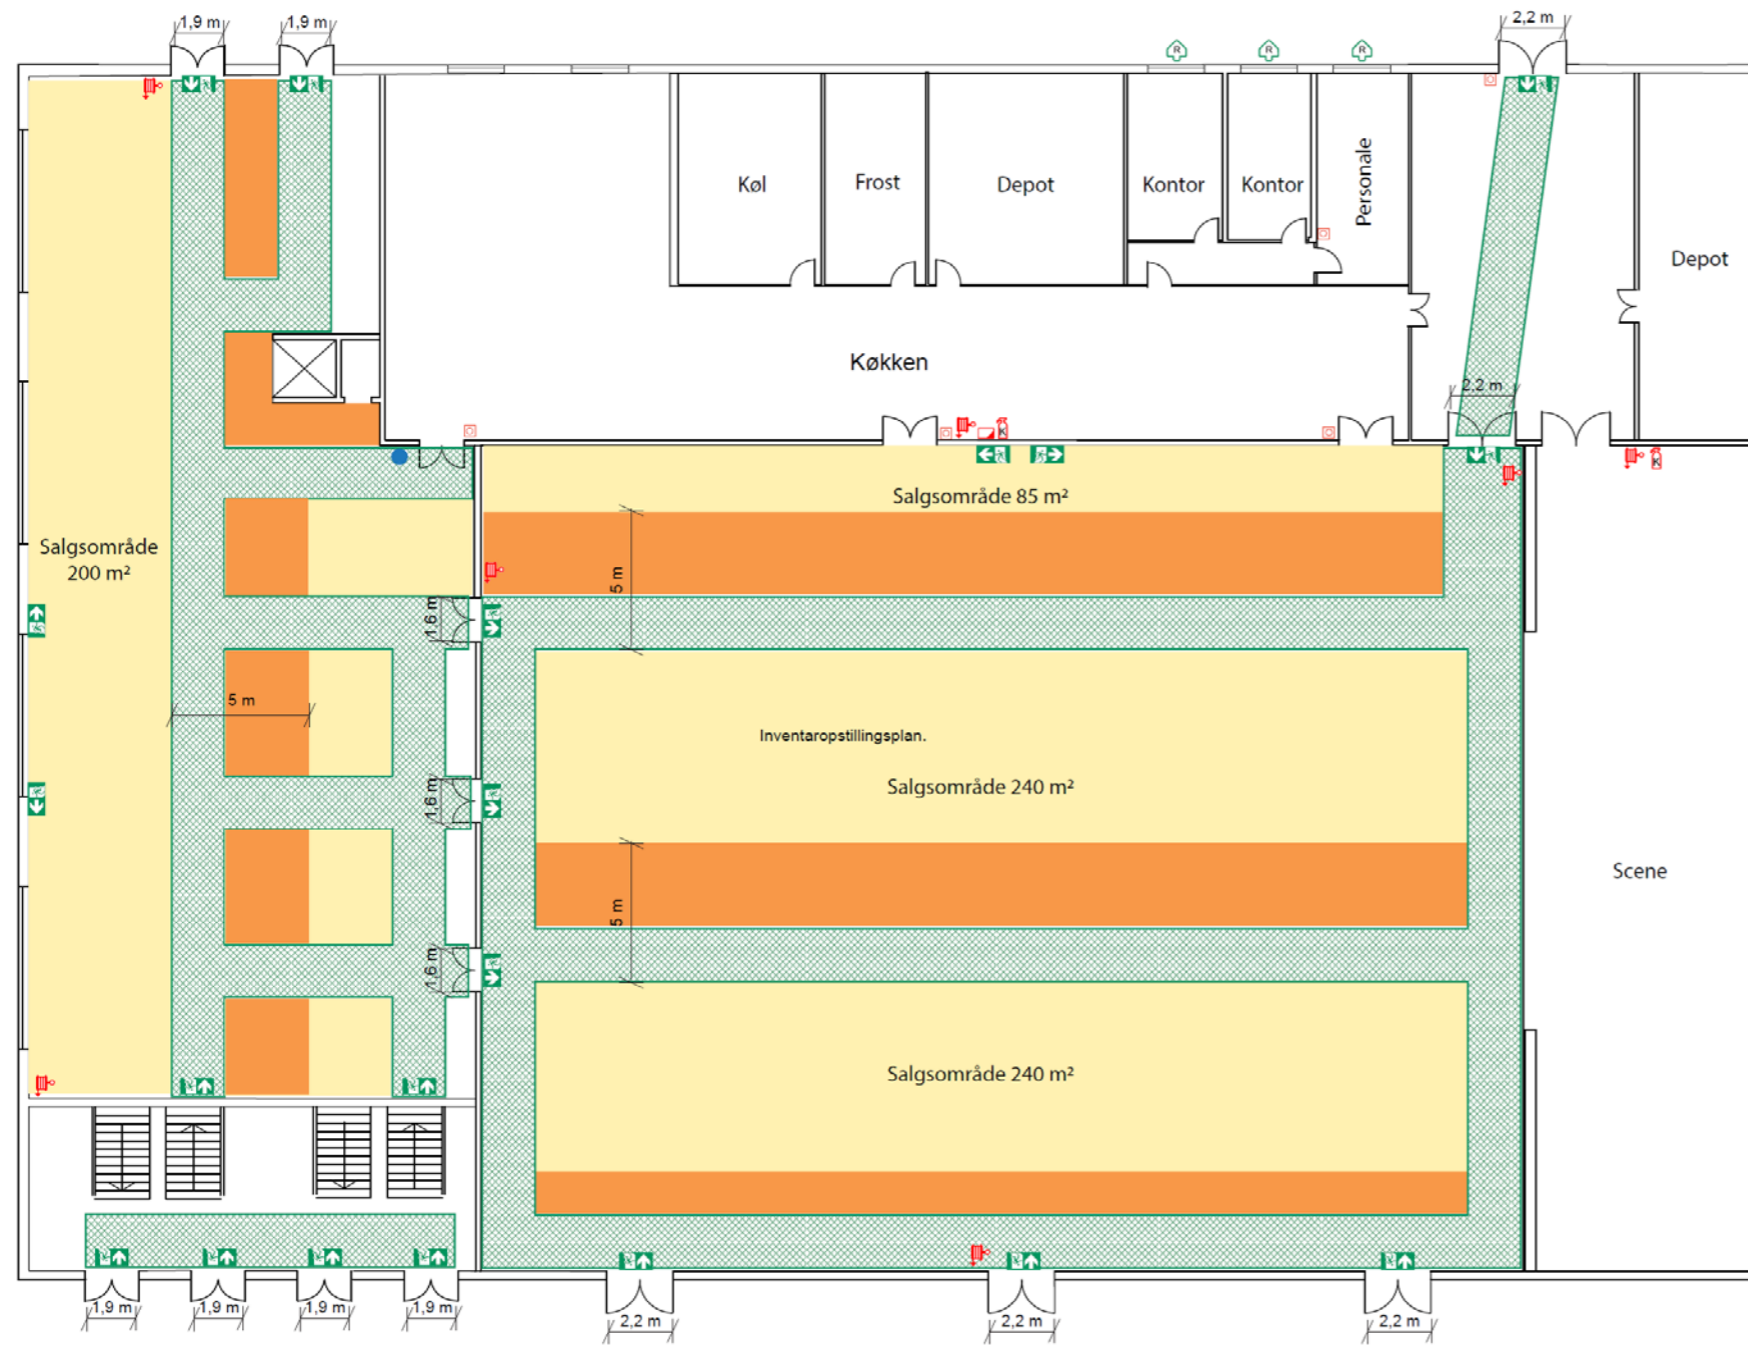 1,9 m
1,9 m
2,2 m
R
R
R
Køl
Frost
Depot
Kontor
Kontor
Personale
Depot
Køkken
2,2 m
K
K
Salgsområde 85 m²
Salgsområde
200 m²
5 m
1,6 m
5 m
Inventaropstillingsplan.
Salgsområde 240 m²
1,6 m
Scene
5 m
1,6 m
Salgsområde 240 m²
1,9 m
1,9 m
1,9 m
1,9 m
2,2 m
2,2 m
2,2 m